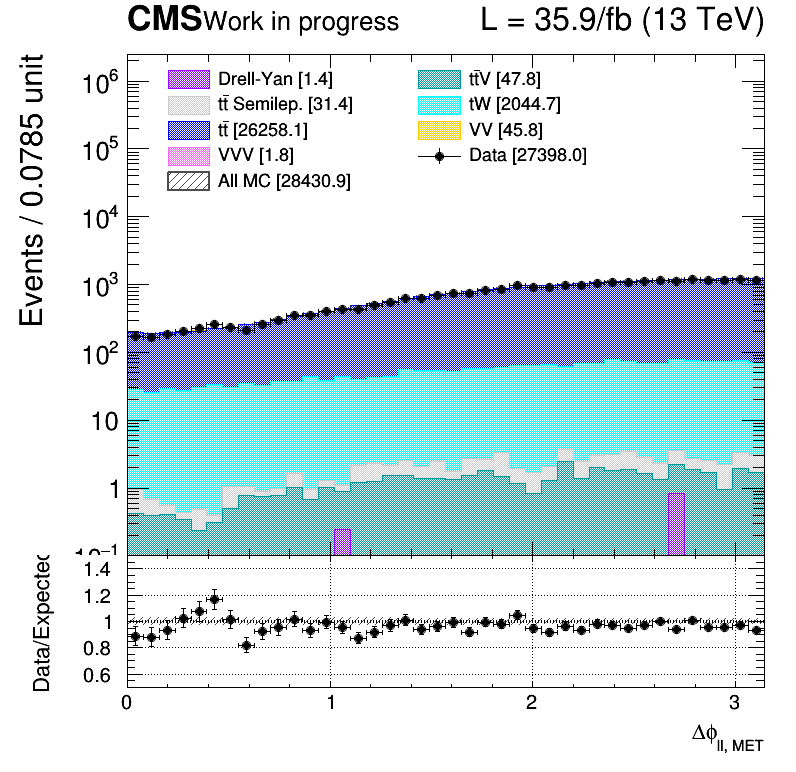 CMS Work in progress L = 35.9/fb (13 TeV)
Events / 0.0785 unit
Drell-Yan [1.4]
tt̄ Semilep. [31.4]
tt̄ [26258.1]
VVV [1.8]
All MC [28430.9]
tt̄V [47.8]
tW [2044.7]
VV [45.8]
Data [27398.0]
10⁶
10⁵
10⁴
10³
10²
10
1
10⁻¹
Data/Expected
1.4
1.2
1
0.8
0.6
0 1 2 3
Δϕ_ll, MET